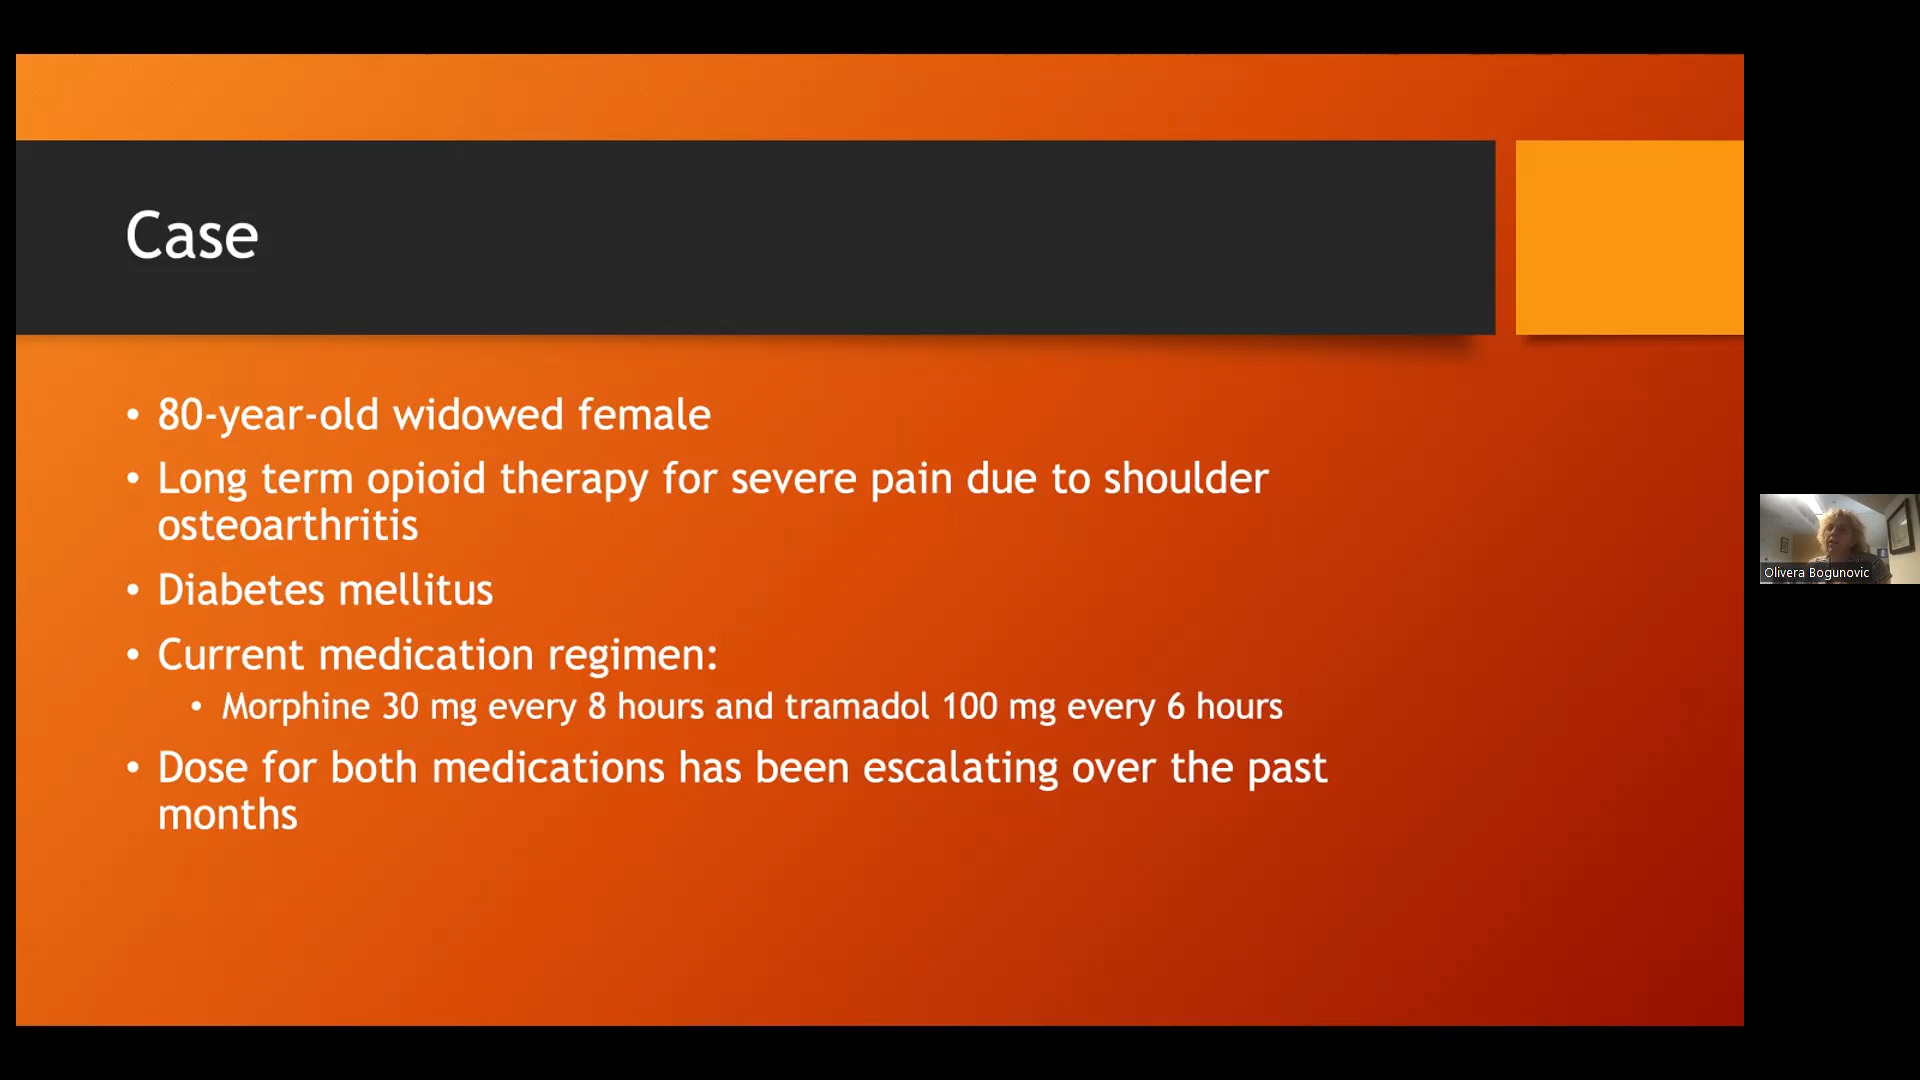 Case
• 80-year-old widowed female
• Long term opioid therapy for severe pain due to shoulder
osteoarthritis
• Diabetes mellitus
• Current medication regimen:
• Morphine 30 mg every 8 hours and tramadol 100 mg every 6 hours
• Dose for both medications has been escalating over the past
months
Olivera Bogunovic